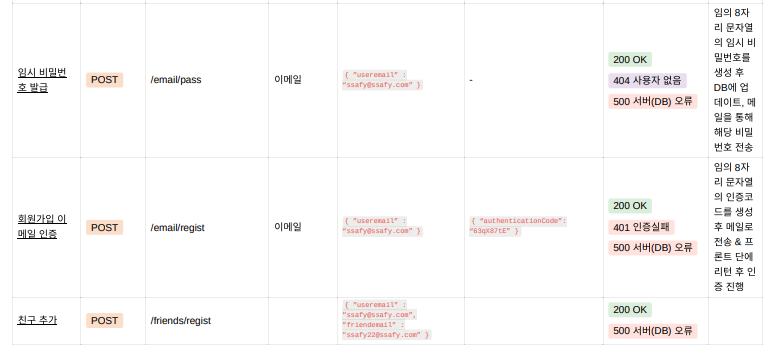 임시 비밀번
호 발급
POST
/email/pass
이메일
{ "useremail" :
"ssafy@ssafy.com" }
-
200 OK
404 사용자 없음
500 서버(DB) 오류
임의 8자
리 문자열
의 임시 비
밀번호를
생성 후
DB에 업
데이트, 메
일을 통해
해당 비밀
번호 전송
회원가입 이
메일 인증
POST
/email/regist
이메일
{ "useremail" :
"ssafy@ssafy.com" }
{ "authenticationCode":
"63qX87tE" }
200 OK
401 인증실패
500 서버(DB) 오류
임의 8자
리 문자열
의 인증코
드를 생성
후 메일로
전송 & 프
론트 단에
리턴 후 인
증 진행
친구 추가
POST
/friends/regist
{ "useremail" :
"ssafy@ssafy.com",
"friendemail" :
"ssafy22@ssafy.com" }
200 OK
500 서버(DB) 오류